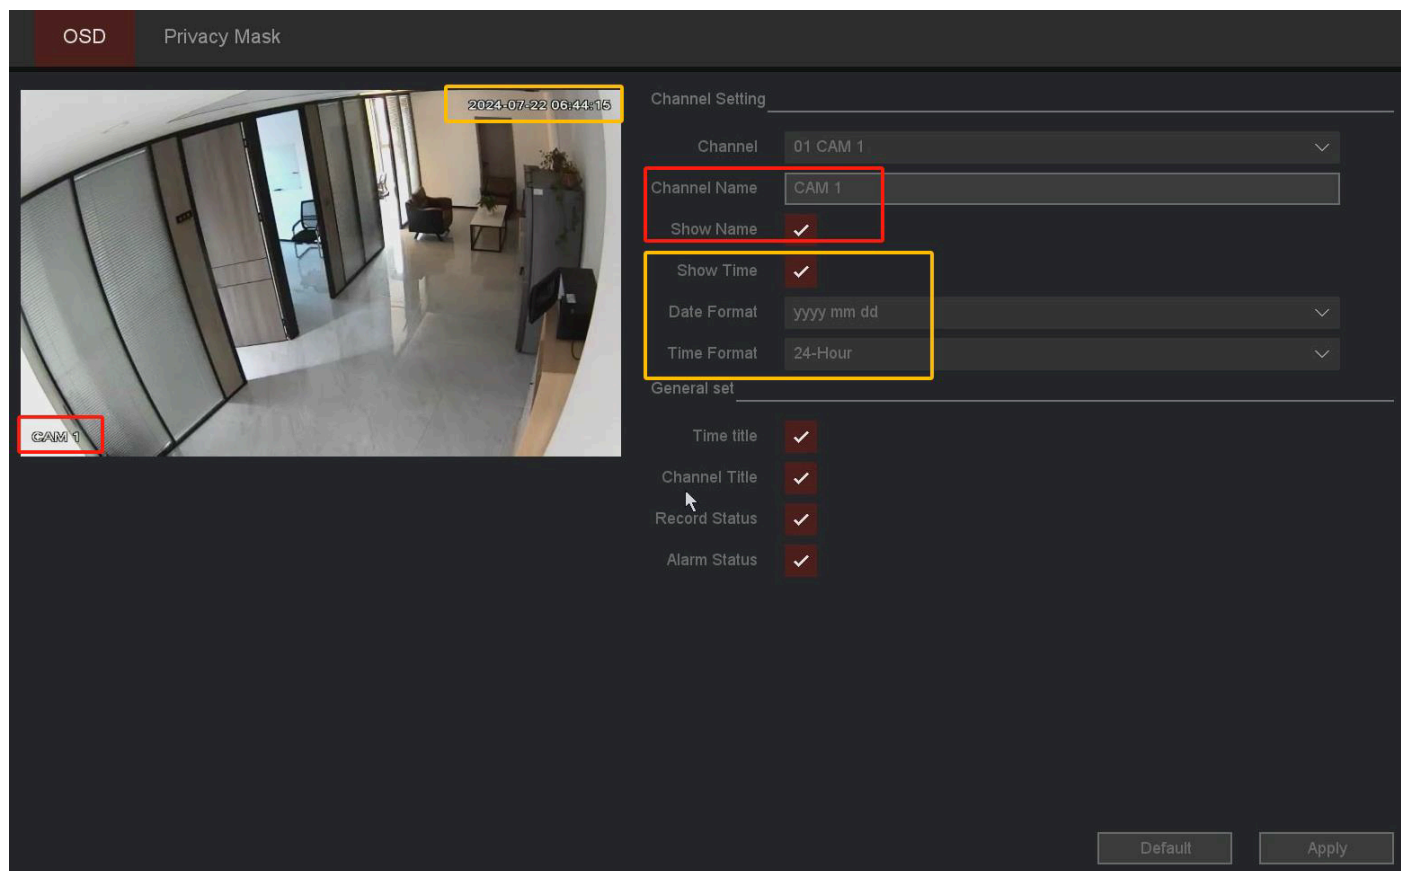 OSD Privacy Mask
2024-07-22 06:44:15
CAM 1
Channel Setting
Channel 01 CAM 1
Channel Name CAM 1
Show Name
Show Time
Date Format yyyy mm dd
Time Format 24-Hour
General set
Time title
Channel Title
Record Status
Alarm Status
Default Apply